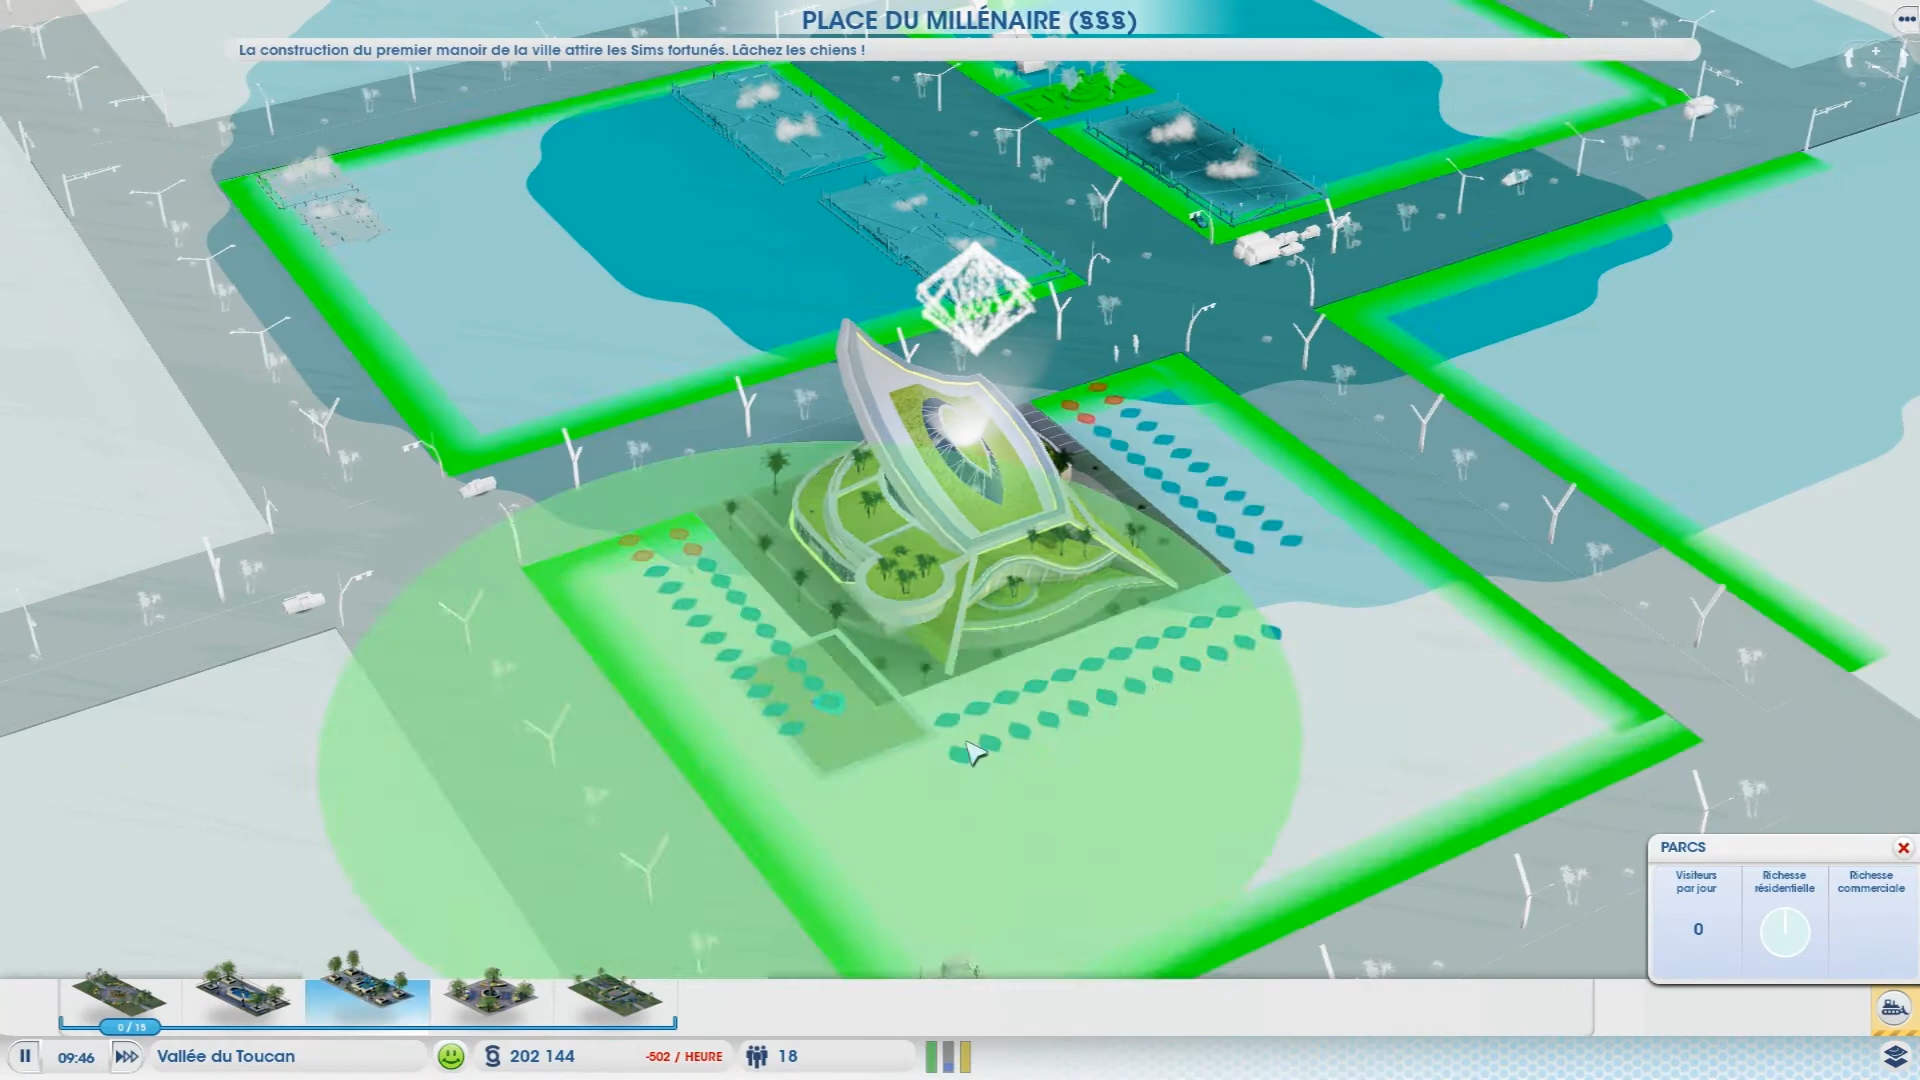 PLACE DU MILLÉNAIRE (§§§)
La construction du premier manoir de la ville attire les Sims fortunés. Lâchez les chiens !
PARCS
Visiteurs par jour
Richesse résidentielle
Richesse commerciale
0
0 / 15
09:46
Vallée du Toucan
202 144
-502 / HEURE
18